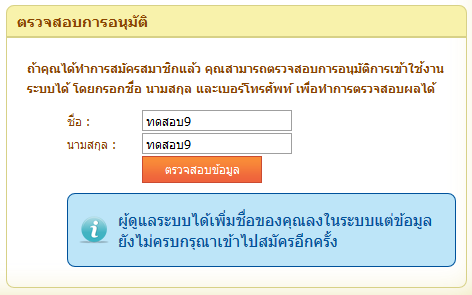 ตรวจสอบการอนุมัติ
ถ้าคุณได้ทำการสมัครสมาชิกแล้ว คุณสามารถตรวจสอบการอนุมัติการเข้าใช้งาน
ระบบได้ โดยกรอกชื่อ นามสกุล และเบอร์โทรศัพท์ เพื่อทำการตรวจสอบผลได้
ชื่อ : ทดสอบ9
นามสกุล : ทดสอบ9
ตรวจสอบข้อมูล
ผู้ดูแลระบบได้เพิ่มชื่อของคุณลงในระบบแต่ข้อมูล
ยังไม่ครบกรุณาเข้าไปสมัครอีกครั้ง